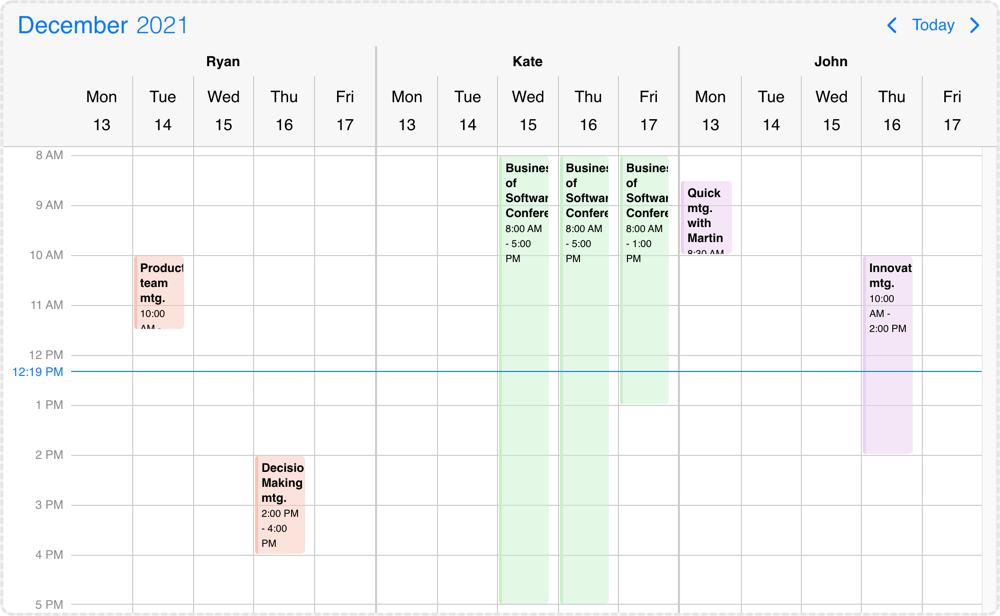 December 2021
Today
Ryan
Kate
John
Mon Tue Wed Thu Fri Mon Tue Wed Thu Fri Mon Tue Wed Thu Fri
13 14 15 16 17 13 14 15 16 17 13 14 15 16 17
8 AM
9 AM
10 AM
11 AM
12 PM
12:19 PM
1 PM
2 PM
3 PM
4 PM
5 PM
Product
team
mtg.
10:00
AM -
Decisio
Making
mtg.
2:00 PM
- 4:00
PM
Busines
of
Softwar
Confere
8:00 AM
- 5:00
PM
Busines
of
Softwar
Confere
8:00 AM
- 5:00
PM
Busines
of
Softwar
Confere
8:00 AM
- 1:00
PM
Quick
mtg.
with
Martin
8:30 AM
Innovat
mtg.
10:00
AM -
2:00 PM